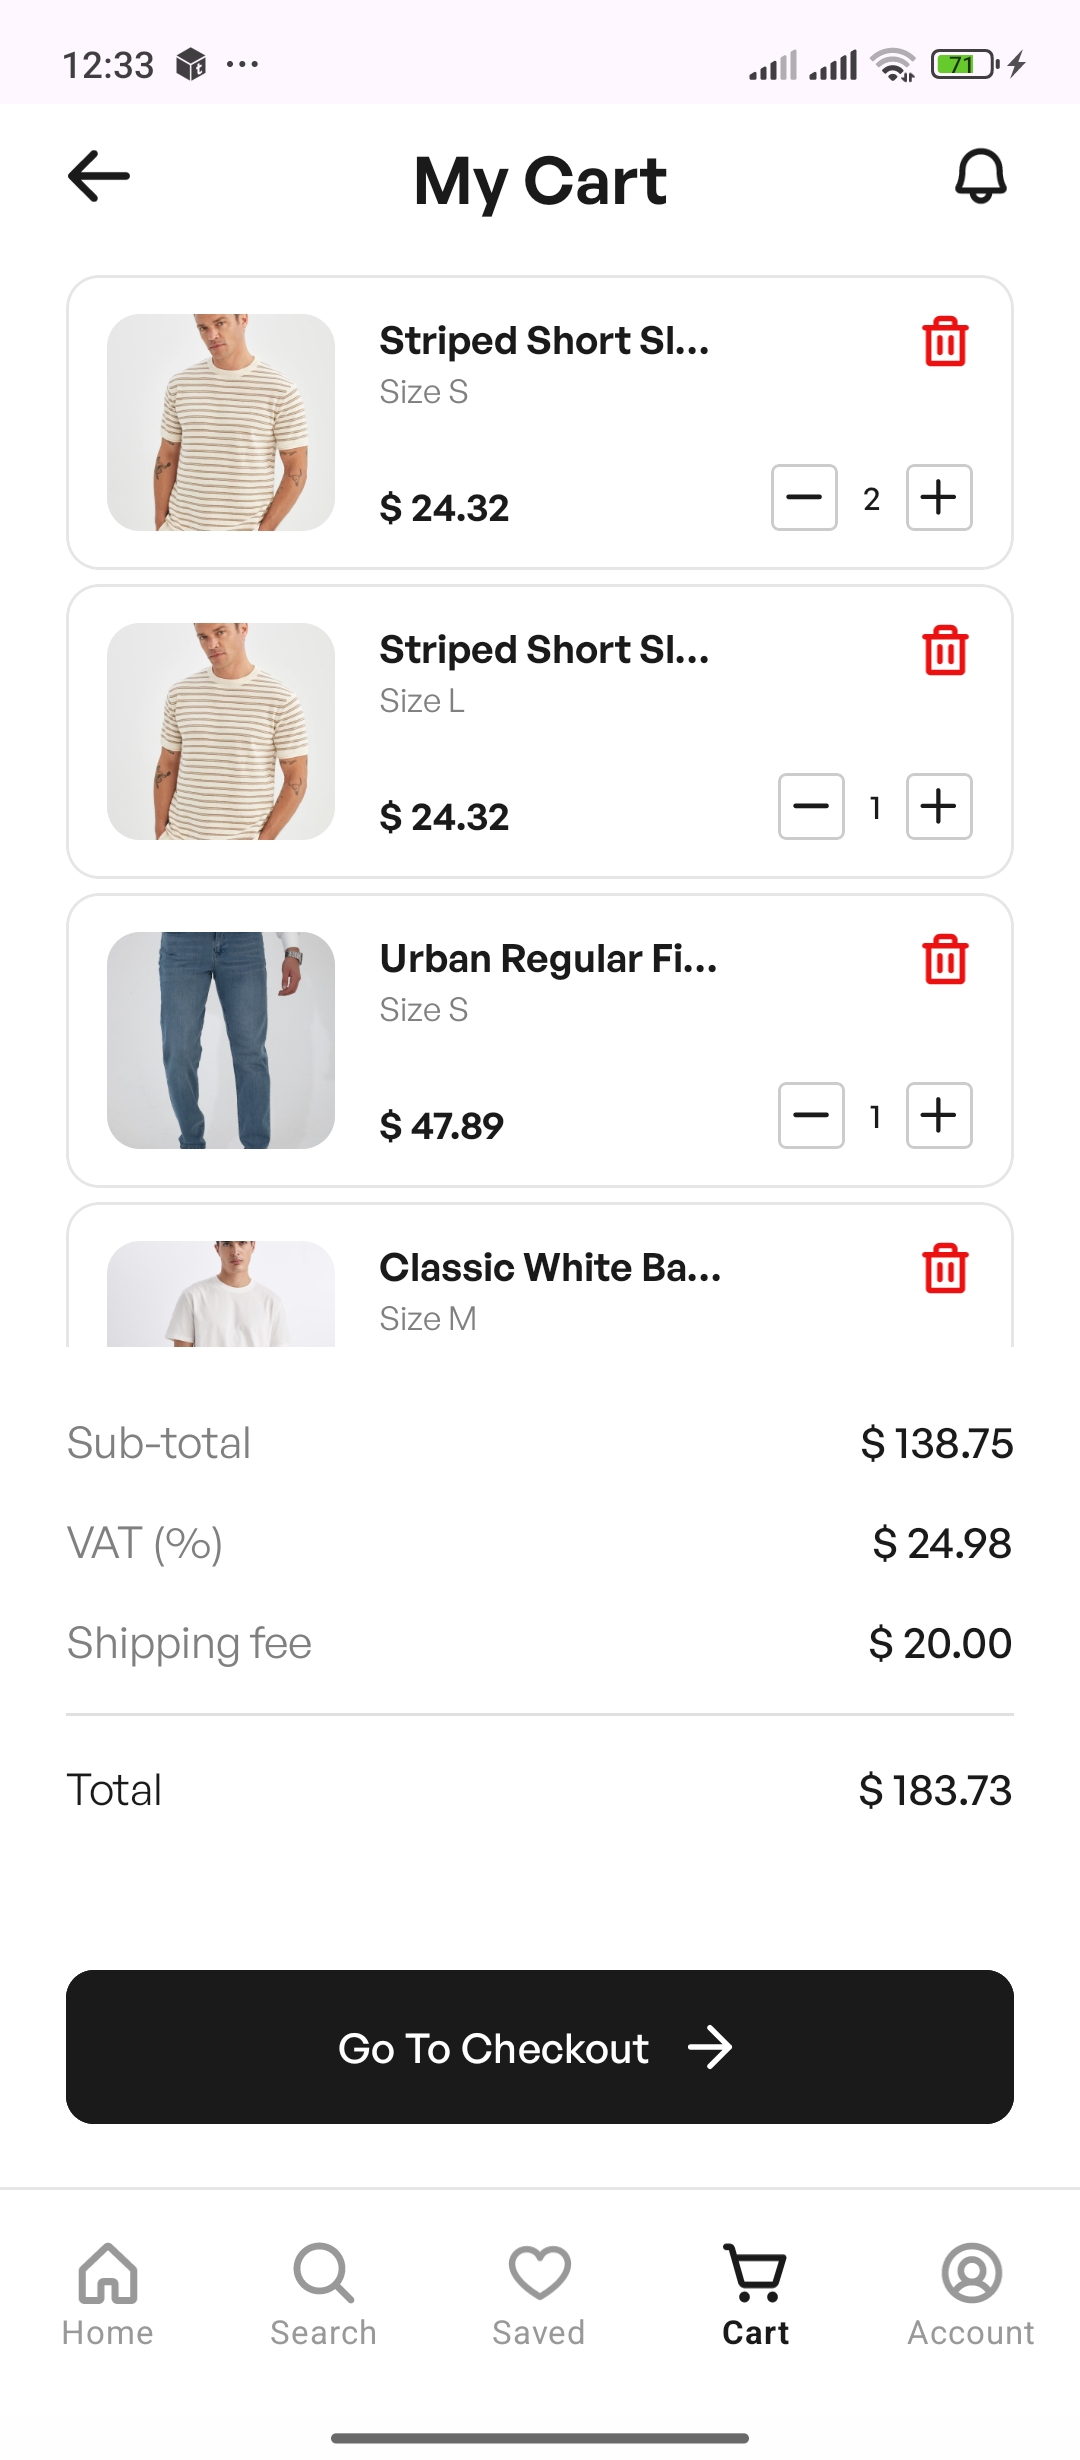 12:33
71
My Cart
Striped Short Sl...
Size S
$ 24.32
2
Striped Short Sl...
Size L
$ 24.32
1
Urban Regular Fi...
Size S
$ 47.89
1
Classic White Ba...
Size M
Sub-total
$ 138.75
VAT (%)
$ 24.98
Shipping fee
$ 20.00
Total
$ 183.73
Go To Checkout
Home
Search
Saved
Cart
Account